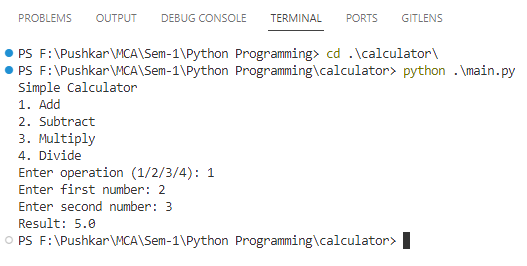 PROBLEMS OUTPUT DEBUG CONSOLE TERMINAL PORTS GITLENS
PS F:\Pushkar\MCA\Sem-1\Python Programming> cd .\calculator\
PS F:\Pushkar\MCA\Sem-1\Python Programming\calculator> python .\main.py
Simple Calculator
1. Add
2. Subtract
3. Multiply
4. Divide
Enter operation (1/2/3/4): 1
Enter first number: 2
Enter second number: 3
Result: 5.0
PS F:\Pushkar\MCA\Sem-1\Python Programming\calculator>